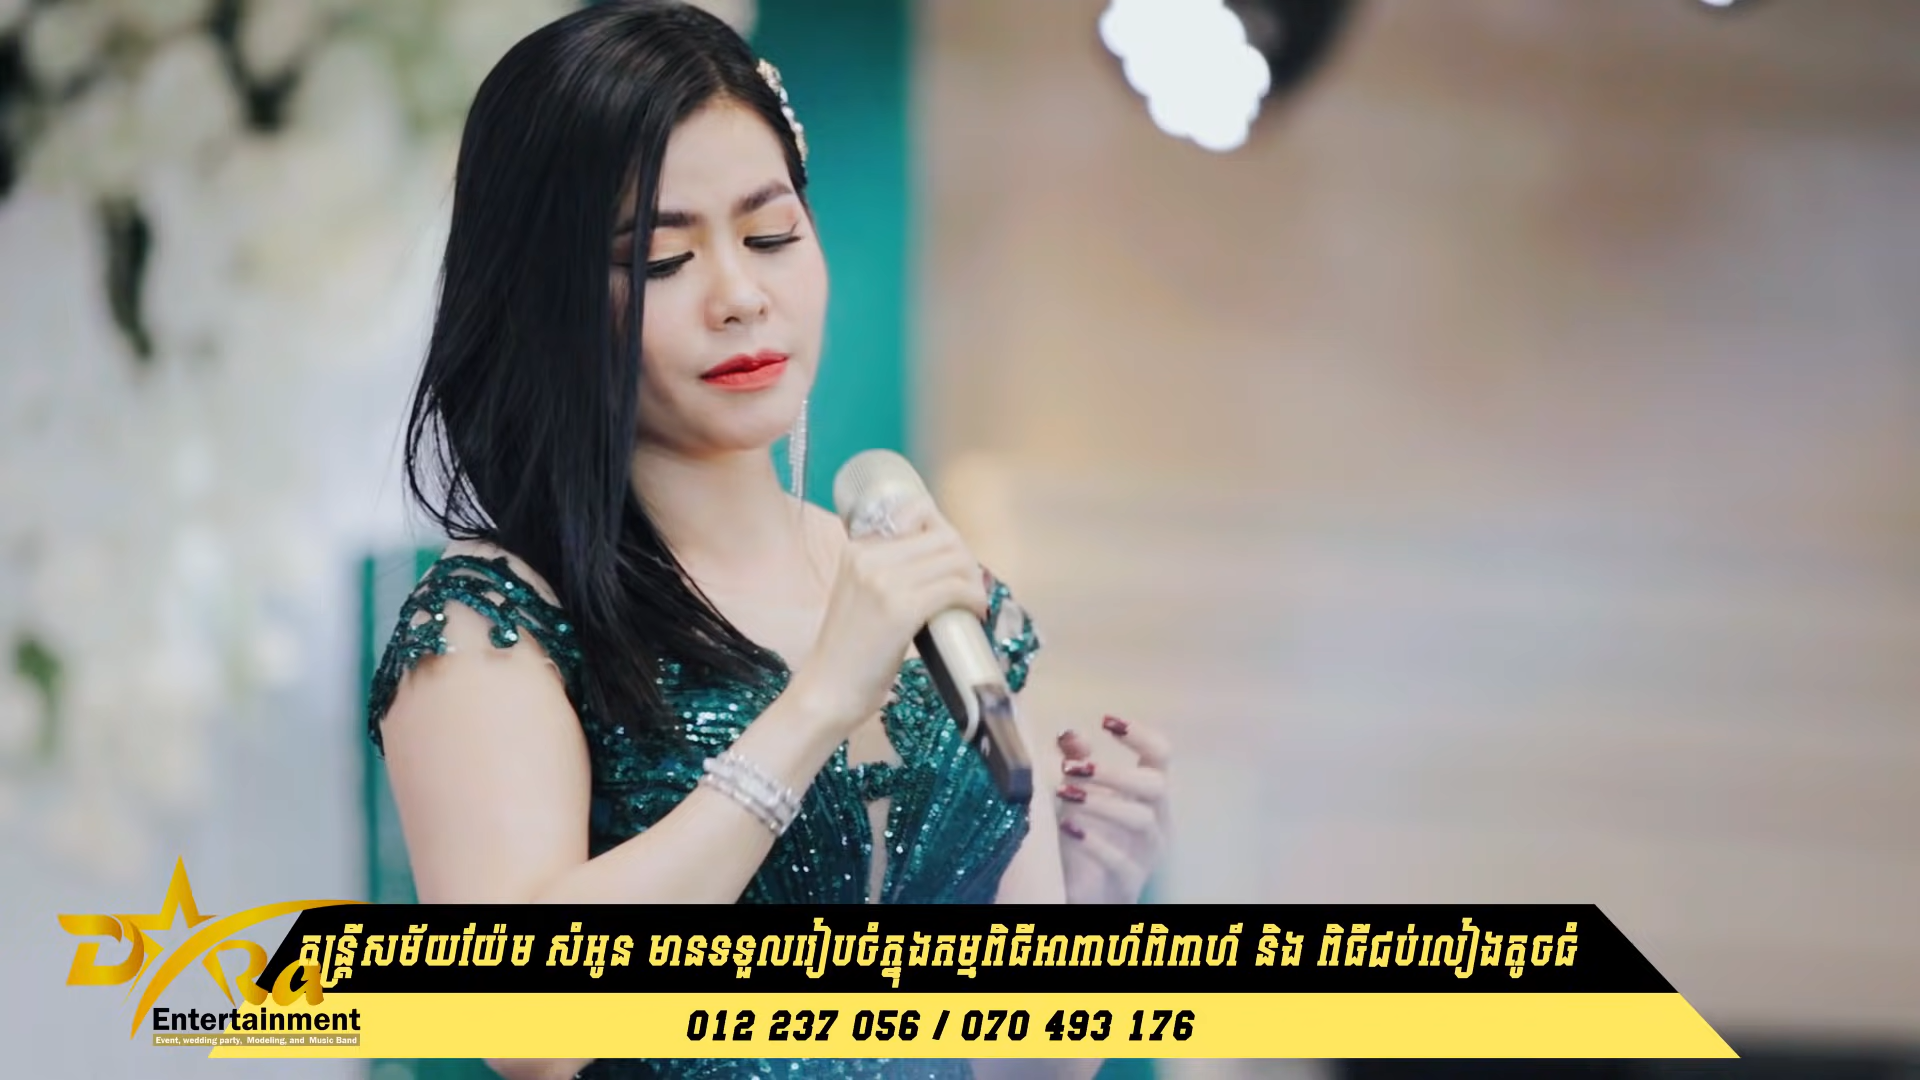 តន្ត្រីសម័យយ៉ែម សំអូន មានទទួលរៀបចំក្នុងកម្មពិធីអាពាហ៍ពិពាហ៍ និង ពិធីជប់លៀងតូចធំ
DARa
Entertainment
Event, wedding party, Modeling, and Music Band
012 237 056 / 070 493 176